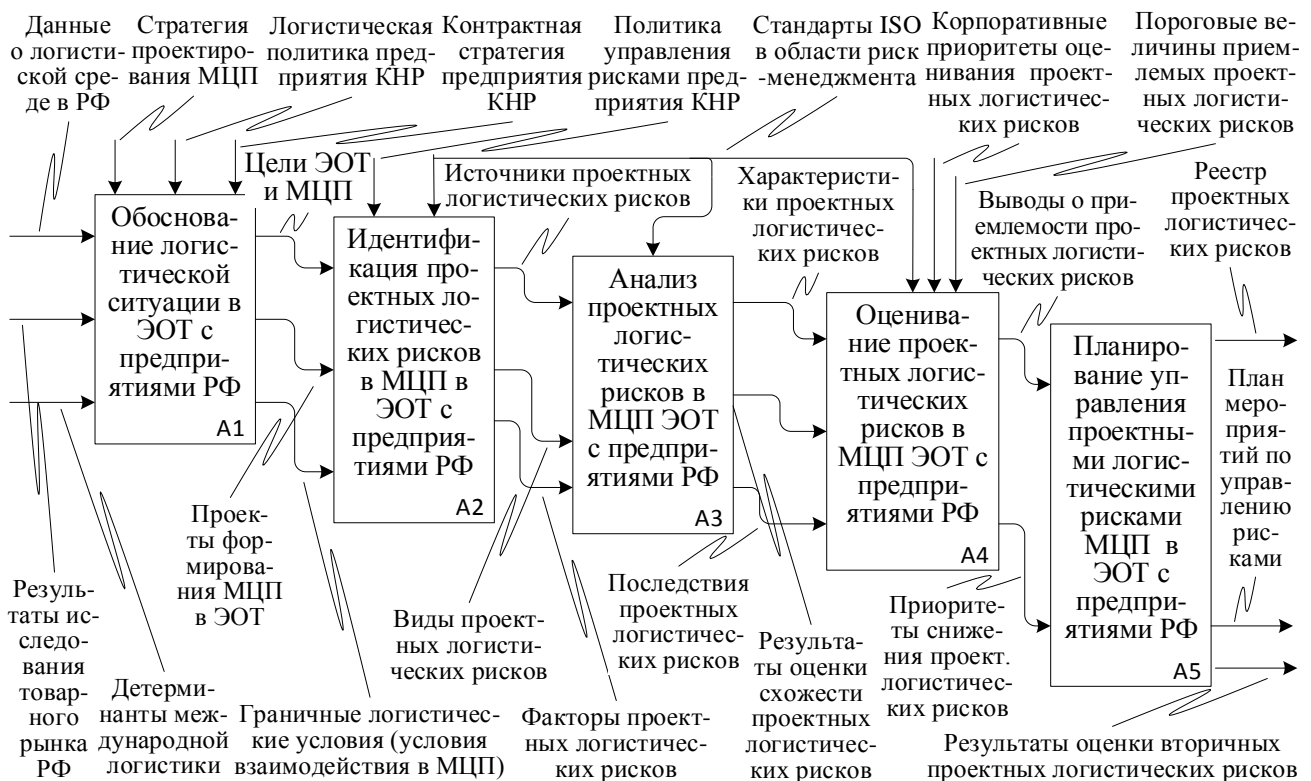 Данные
о логисти-
ской сре-
де в РФ
Стратегия
проектиро-
вания МЦП
Логистическая
политика пред-
приятия КНР
Контрактная
стратегия
предприятия
КНР
Политика
управления
рисками пред-
приятия КНР
Стандарты ISO
в области риск
-менеджмента
Корпоративные
приоритеты оце-
нивания проект-
ных логистичес-
ких рисков
Пороговые ве-
личины прием-
лемых проект-
ных логисти-
ческих рисков
Цели ЭОТ
и МЦП
Источники проектных
логистических рисков
Характеристи-
ки проектных
логистичес-
ких рисков
Выводы о при-
емлемости про-
ектных логисти-
ческих рисков
Реестр
проектных
логистичес-
ких рисков
Обоснова-
ние логис-
тической
ситуации в
ЭОТ с
предпри-
ятиями РФ
A1
Идентифи-
кация про-
ектных ло-
гистичес-
ких рисков
в МЦП в
ЭОТ с
предприя-
тиями РФ
A2
Анализ
проектных
логис-
тических
рисков в
МЦП ЭОТ
с предпри-
ятиями РФ
A3
Оценива-
ние проек-
тных логис-
тических
рисков в
МЦП ЭОТ с
предпри-
ятиями РФ
A4
Планиро-
вание уп-
равления
проектны-
ми логис-
тическими
рисками
МЦП в
ЭОТ с
предпри-
ятиями РФ
A5
План
меро-
прия-
тий по
управ-
лению
рис-
ками
Резуль-
таты ис-
следо-
вания
товар-
ного
рынка
РФ
Детерми-
нанты меж-
дународной
логистики
Проек-
ты фор-
мирования
МЦП
в ЭОТ
Граничные логистичес-
кие условия (условия
взаимодействия в МЦП)
Виды проект-
ных логисти-
ческих рисков
Факторы проект-
ных логистичес-
ких рисков
Последствия
проектных
логистичес-
ких рисков
Результа-
ты оценки
схожести
проектных
логистичес-
ких рисков
Приорите-
ты сниже-
ния проект.
логистичес-
ких рисков
Результаты оценки вторичных
проектных логистических рисков